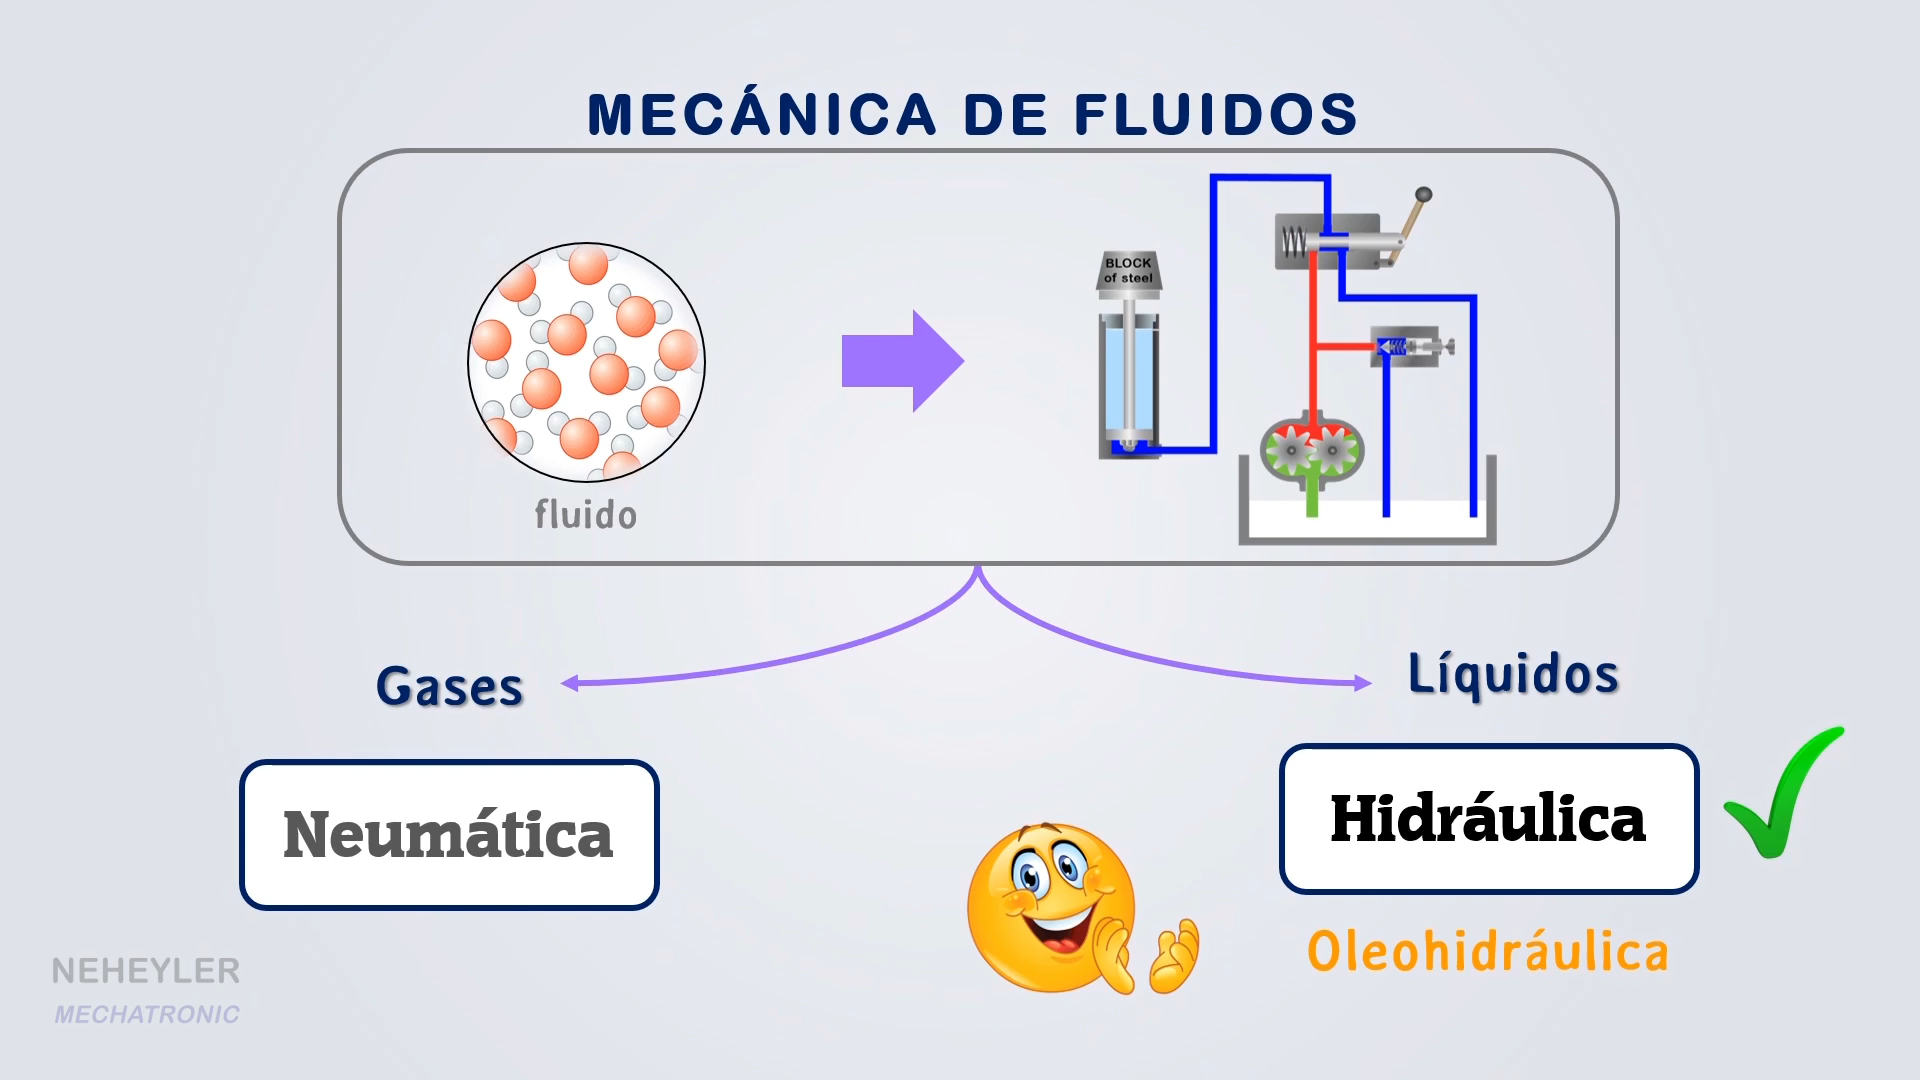 MECÁNICA DE FLUIDOS
BLOCK
of steel
fluido
Gases
Líquidos
Neumática
Hidráulica
Oleohidráulica
NEHEYLER
MECHATRONIC